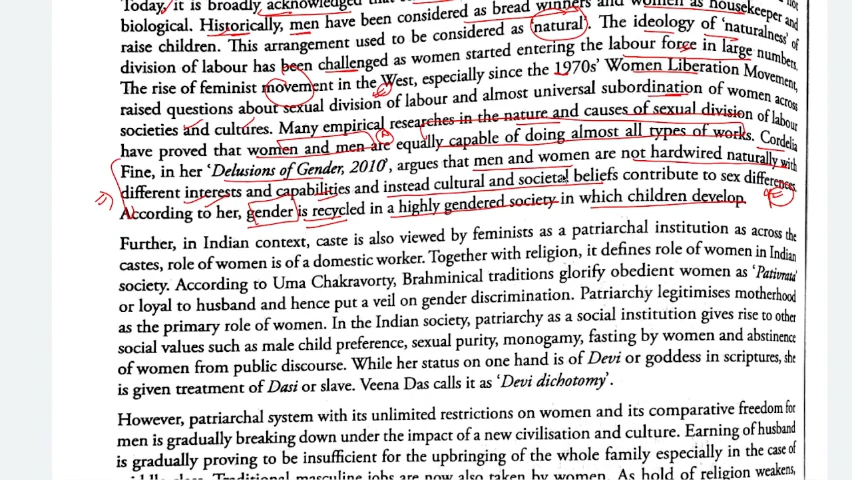 Today, it is broadly acknowledged that
biological. Historically, men have been considered as bread winners and women as housekeeper and
raise children. This arrangement used to be considered as 'natural'. The ideology of 'naturalness' of
division of labour has been challenged as women started entering the labour force in large numbers.
The rise of feminist movement in the West, especially since the 1970s' Women Liberation Movement,
raised questions about sexual division of labour and almost universal subordination of women across
societies and cultures. Many empirical researches in the nature and causes of sexual division of labour
have proved that women and men are equally capable of doing almost all types of works. Cordelia
Fine, in her 'Delusions of Gender, 2010', argues that men and women are not hardwired naturally with
different interests and capabilities and instead cultural and societal beliefs contribute to sex differences.
According to her, gender is recycled in a highly gendered society in which children develop.
Further, in Indian context, caste is also viewed by feminists as a patriarchal institution as across the
castes, role of women is of a domestic worker. Together with religion, it defines role of women in Indian
society. According to Uma Chakravorty, Brahminical traditions glorify obedient women as 'Pativrata'
or loyal to husband and hence put a veil on gender discrimination. Patriarchy legitimises motherhood
as the primary role of women. In the Indian society, patriarchy as a social institution gives rise to other
social values such as male child preference, sexual purity, monogamy, fasting by women and abstinence
of women from public discourse. While her status on one hand is of Devi or goddess in scriptures, she
is given treatment of Dasi or slave. Veena Das calls it as 'Devi dichotomy'.
However, patriarchal system with its unlimited restrictions on women and its comparative freedom for
men is gradually breaking down under the impact of a new civilisation and culture. Earning of husband
is gradually proving to be insufficient for the upbringing of the whole family especially in the case of
Traditional masculine jobs are now also taken by women. As hold of religion weakens,